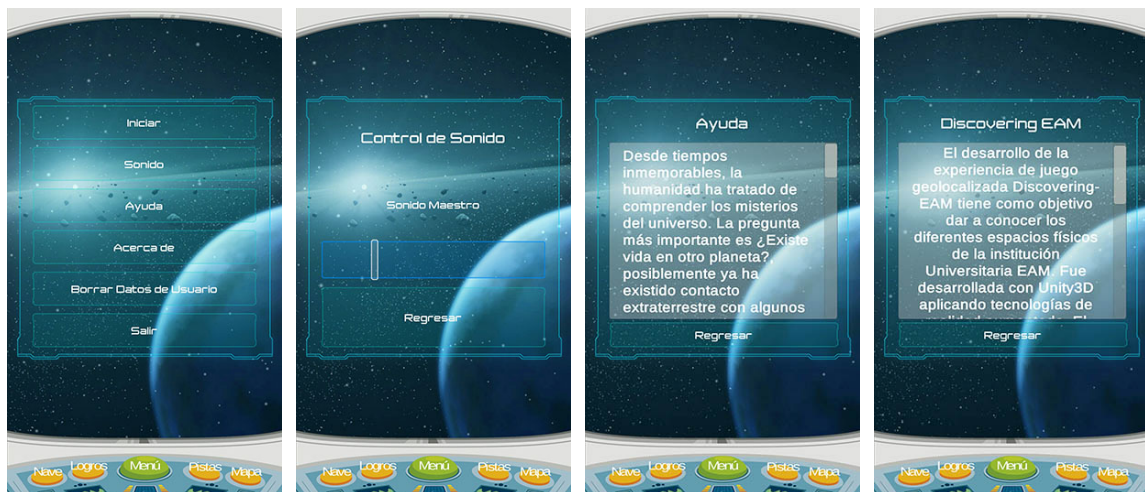 Iniciar
Sonido
Ayuda
Acerca de
Borrar Datos de Usuario
Salir
Nave
Logros
Menú
Pistas
Mapa
Control de Sonido
Sonido Maestro
Regresar
Nave
Logros
Menú
Pistas
Mapa
Ayuda
Desde tiempos
inmemorables, la
humanidad ha tratado de
comprender los misterios
del universo. La pregunta
más importante es ¿Existe
vida en otro planeta?,
posiblemente ya ha
existido contacto
extraterrestre con algunos
Regresar
Nave
Logros
Menú
Pistas
Mapa
Discovering EAM
El desarrollo de la
experiencia de juego
geolocalizada Discovering-
EAM tiene como objetivo
dar a conocer los
diferentes espacios físicos
de la institución
Universitaria EAM. Fue
desarrollada con Unity3D
aplicando tecnologías de
Regresar
Nave
Logros
Menú
Pistas
Mapa